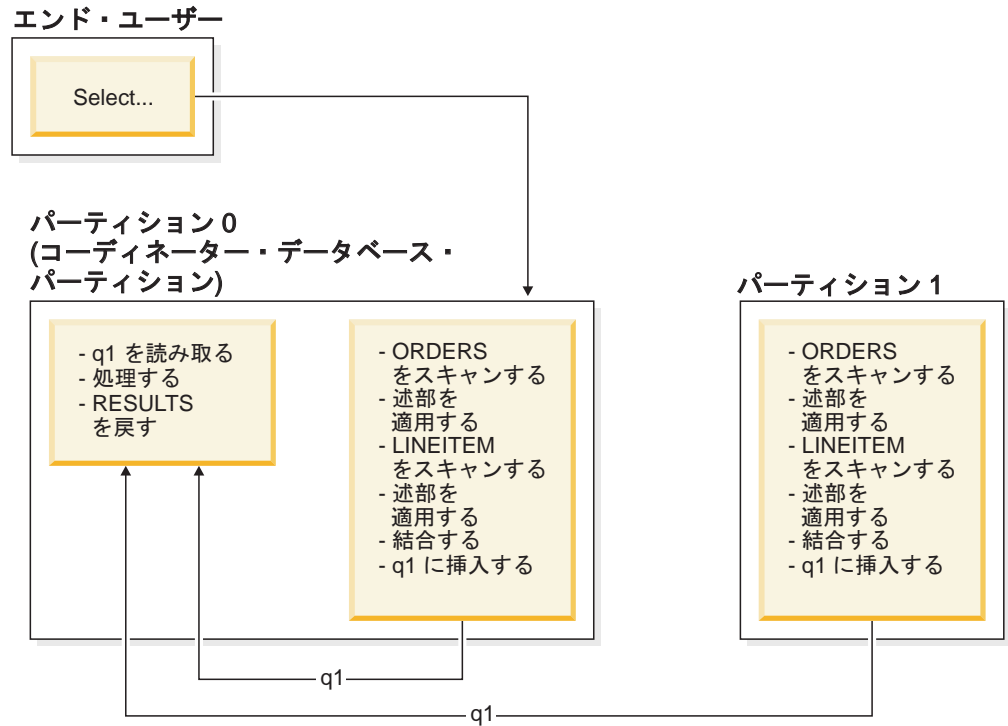 エンド・ユーザー
Select...
パーティション 0
(コーディネーター・データベース・
パーティション)
- q1 を読み取る
- 処理する
- RESULTS
を戻す
- ORDERS
をスキャンする
- 述部を
適用する
- LINEITEM
をスキャンする
- 述部を
適用する
- 結合する
- q1 に挿入する
パーティション 1
- ORDERS
をスキャンする
- 述部を
適用する
- LINEITEM
をスキャンする
- 述部を
適用する
- 結合する
- q1 に挿入する
q1
q1